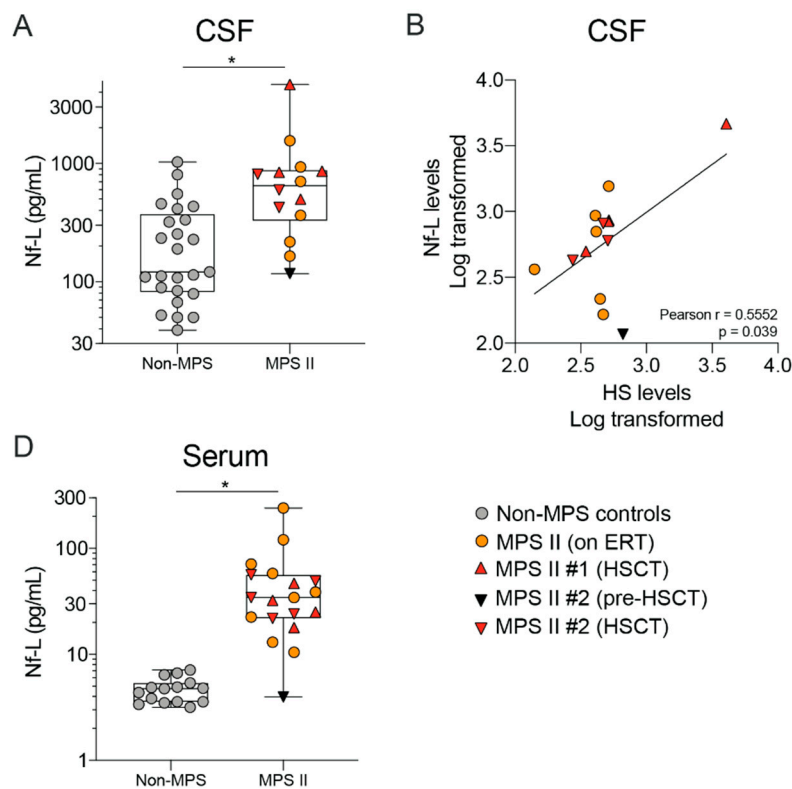 A
CSF
*
3000
1000
300
100
30
Nf-L (pg/mL)
Non-MPS
MPS II
B
CSF
4.0
3.5
3.0
2.5
2.0
Nf-L levels
Log transformed
Pearson r = 0.5552
p = 0.039
2.0
2.5
3.0
3.5
4.0
HS levels
Log transformed
D
Serum
*
300
100
30
10
1
Nf-L (pg/mL)
Non-MPS
MPS II
Non-MPS controls
MPS II (on ERT)
MPS II #1 (HSCT)
MPS II #2 (pre-HSCT)
MPS II #2 (HSCT)